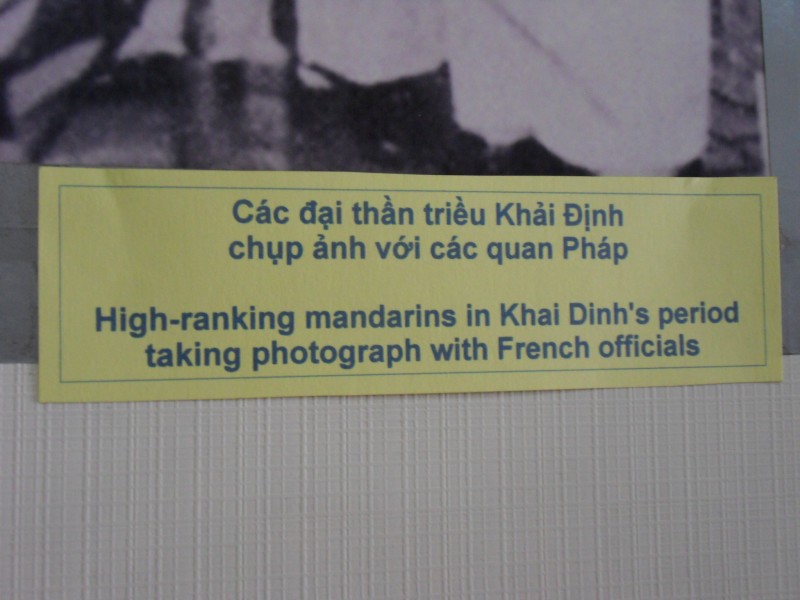 Các đại thần triều Khải Định
chụp ảnh với các quan Pháp
High-ranking mandarins in Khai Dinh's period
taking photograph with French officials